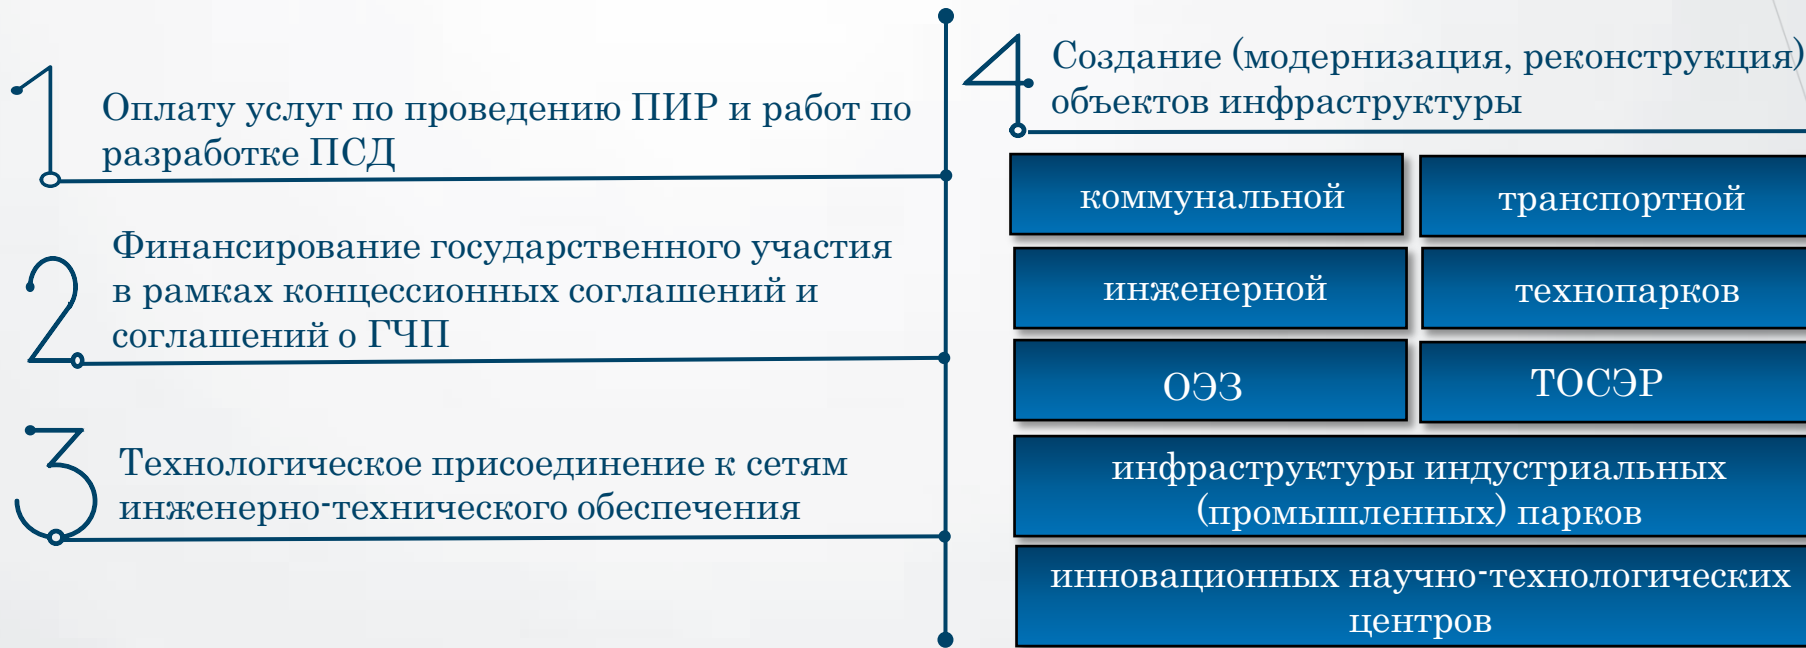 1
Оплату услуг по проведению ПИР и работ по
разработке ПСД
2
Финансирование государственного участия
в рамках концессионных соглашений и
соглашений о ГЧП
3
Технологическое присоединение к сетям
инженерно-технического обеспечения
4
Создание (модернизация, реконструкция)
объектов инфраструктуры
коммунальной
транспортной
инженерной
технопарков
ОЭЗ
ТОСЭР
инфраструктуры индустриальных
(промышленных) парков
инновационных научно-технологических
центров